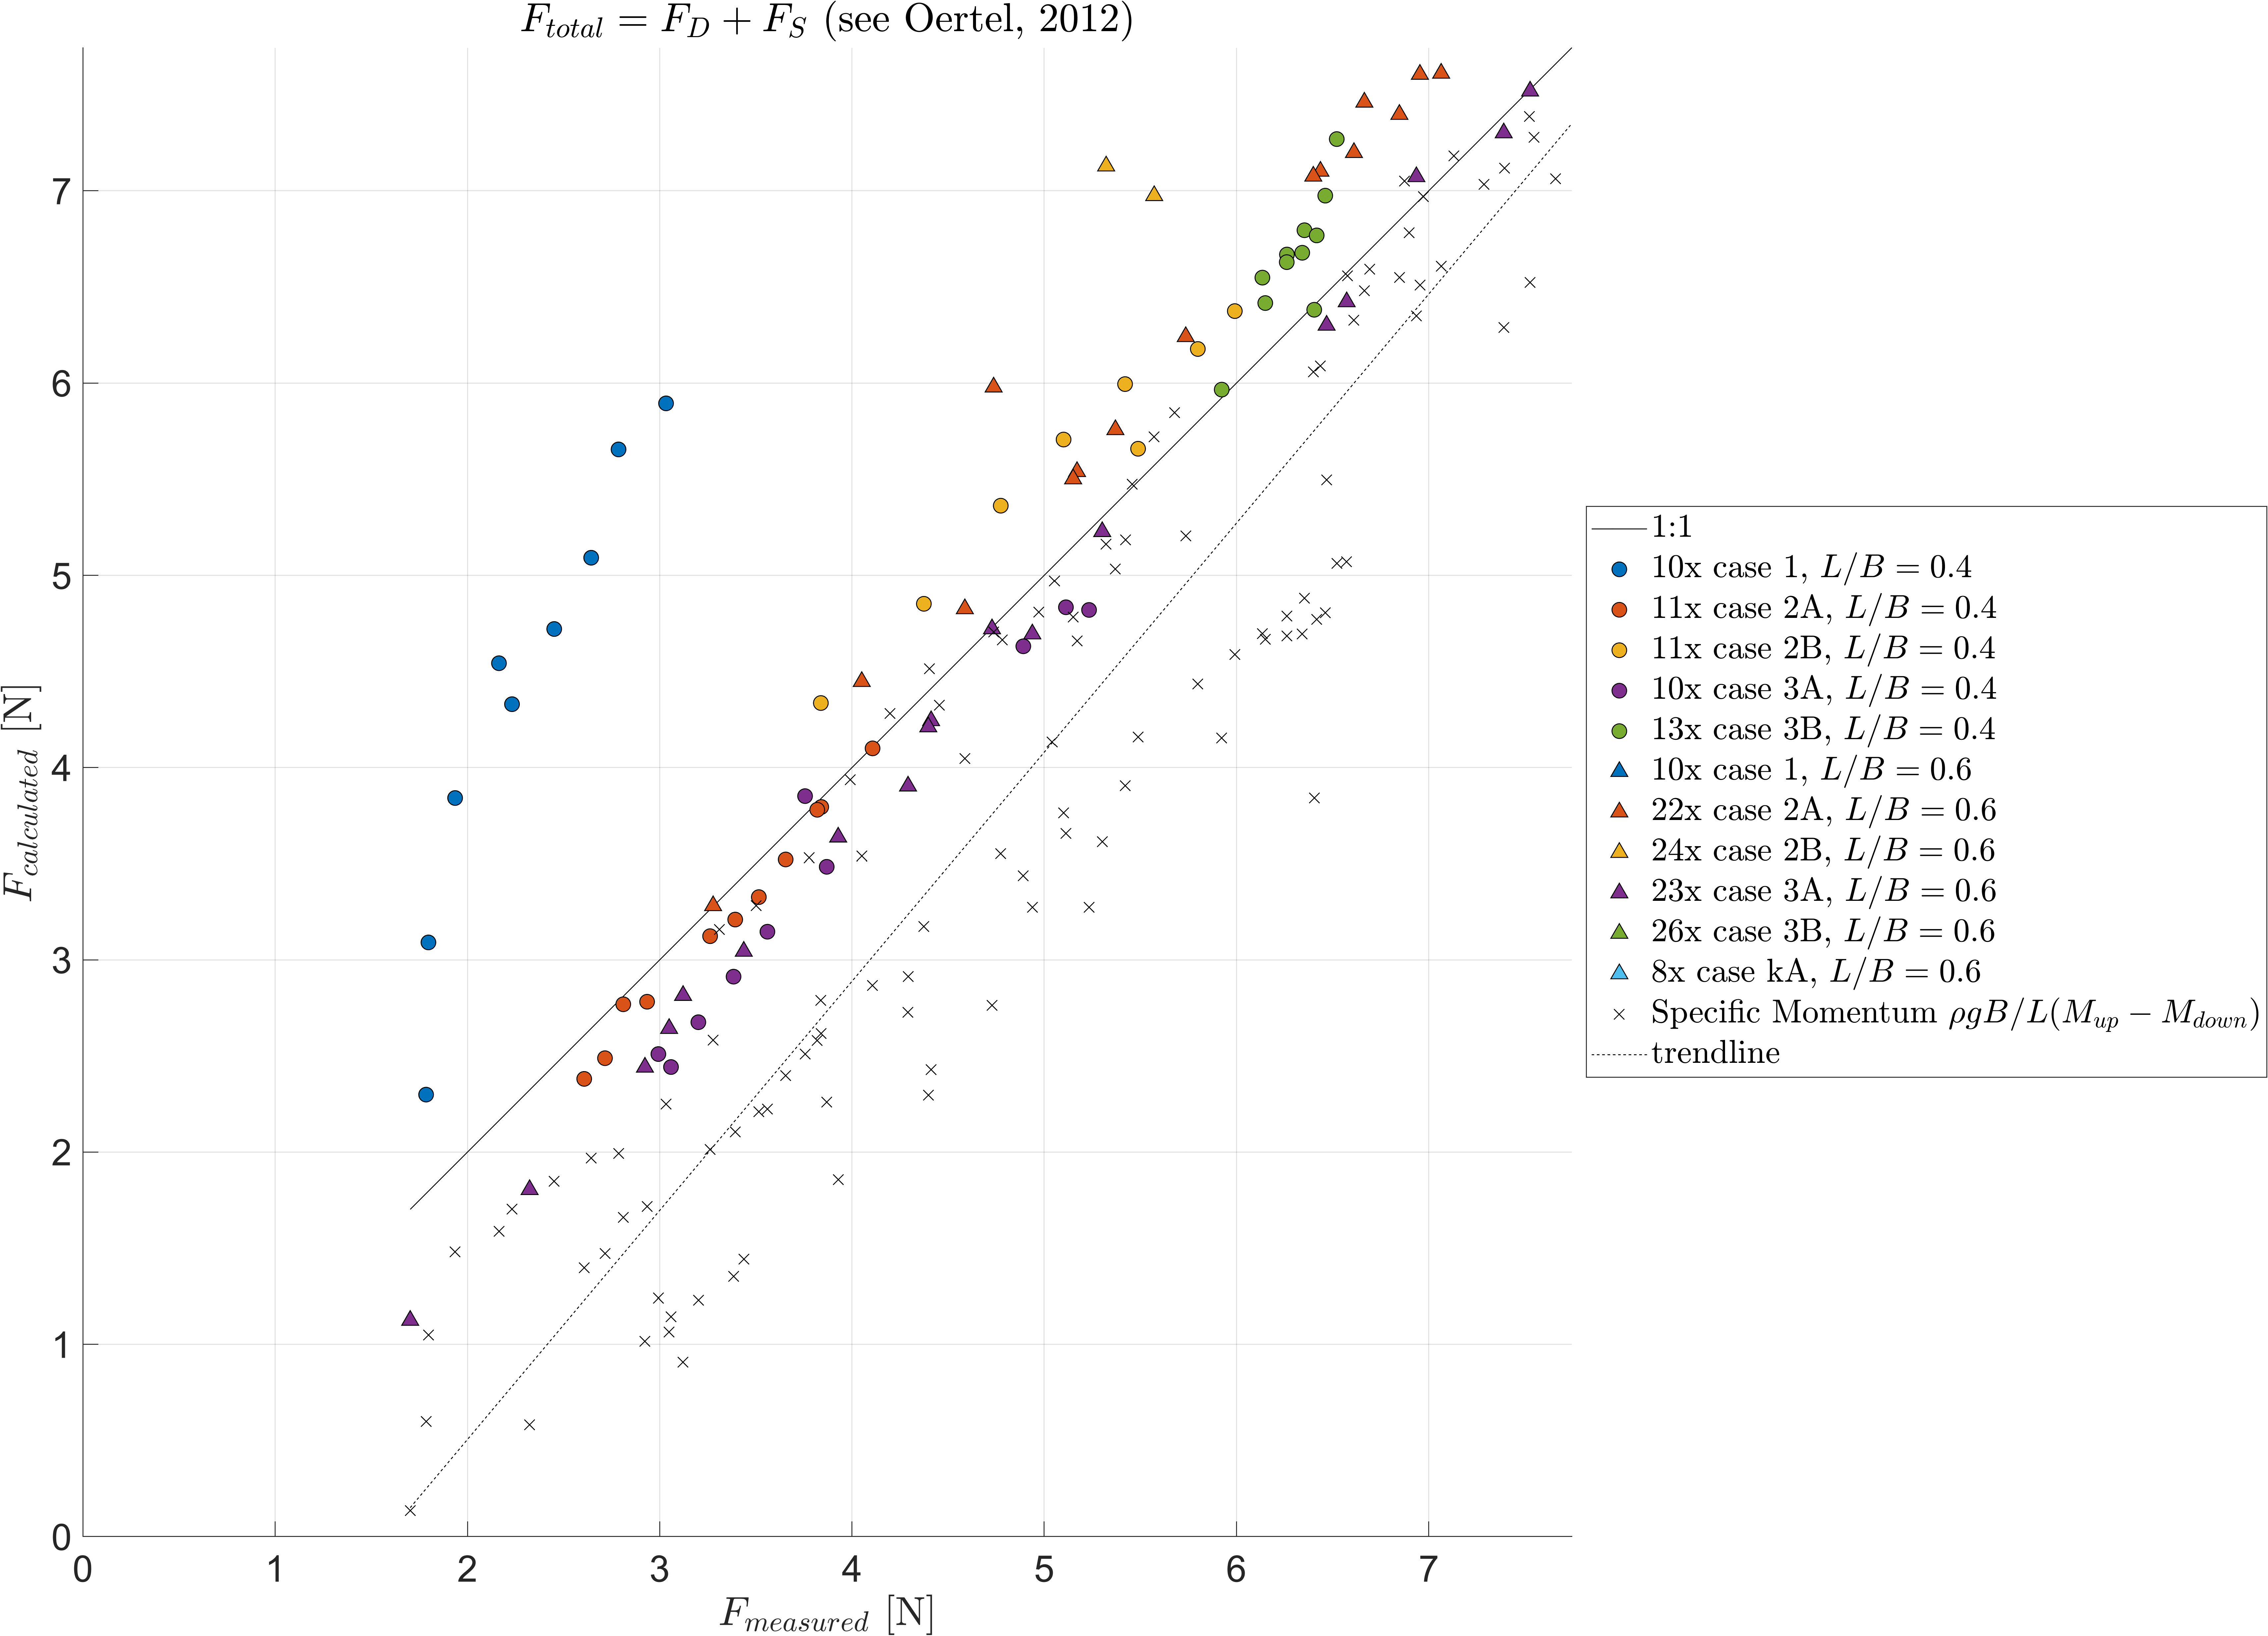 F_total = F_D + F_S (see Oertel, 2012)
7
6
5
4
3
2
1
0
F_calculated [N]
0 1 2 3 4 5 6 7
F_measured [N]
1:1
10x case 1, L/B = 0.4
11x case 2A, L/B = 0.4
11x case 2B, L/B = 0.4
10x case 3A, L/B = 0.4
13x case 3B, L/B = 0.4
10x case 1, L/B = 0.6
22x case 2A, L/B = 0.6
24x case 2B, L/B = 0.6
23x case 3A, L/B = 0.6
26x case 3B, L/B = 0.6
8x case kA, L/B = 0.6
Specific Momentum ρgB/L(M_up − M_down)
trendline